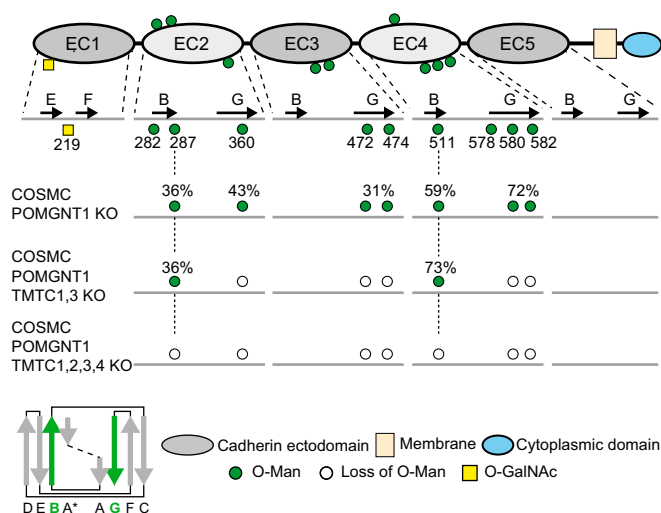 EC1 EC2 EC3 EC4 EC5
E F B G B G B G B G
219 282 287 360 472 474 511 578 580 582
36% 43% 31% 59% 72%
COSMC
POMGNT1 KO
COSMC
POMGNT1
TMTC1,3 KO
36% 73%
COSMC
POMGNT1
TMTC1,2,3,4 KO
Cadherin ectodomain Membrane Cytoplasmic domain
O-Man Loss of O-Man O-GalNAc
D E B A* A G F C